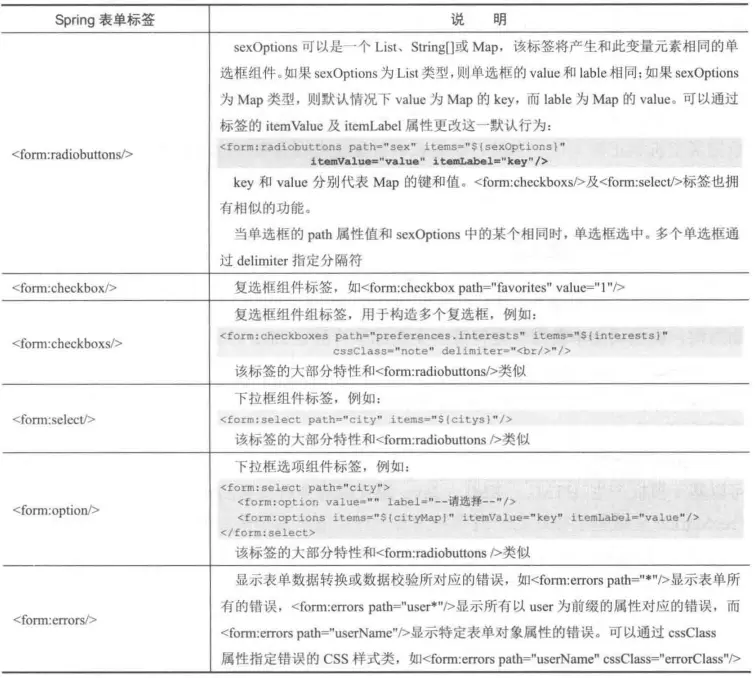 Spring 表单标签
说 明
<form:radiobuttons/>
sexOptions 可以是一个 List、String[]或 Map，该标签将产生和此变量元素相同的单
选框组件。如果 sexOptions 为 List 类型，则单选框的 value 和 lable 相同；如果 sexOptions
为 Map 类型，则默认情况下 value 为 Map 的 key，而 lable 为 Map 的 value。可以通过
标签的 itemValue 及 itemLabel 属性更改这一默认行为：
<form:radiobuttons path="sex" items="${sexOptions}"
itemValue="value" itemLabel="key"/>
key 和 value 分别代表 Map 的键和值。<form:checkboxs/>及<form:select/>标签也拥
有相似的功能。
当单选框的 path 属性值和 sexOptions 中的某个相同时，单选框选中。多个单选框通
过 delimiter 指定分隔符
<form:checkbox/>
复选框组件标签，如<form:checkbox path="favorites" value="1"/>
<form:checkboxs/>
复选框组件组标签，用于构造多个复选框，例如：
<form:checkboxes path="preferences.interests" items="${interests}"
cssClass="note" delimiter="<br/>"/>
该标签的大部分特性和<form:radiobuttons/>类似
<form:select/>
下拉框组件标签，例如：
<form:select path="city" items="${citys}"/>
该标签的大部分特性和<form:radiobuttons />类似
<form:option/>
下拉框选项组件标签，例如：
<form:select path="city">
<form:option value="" label="--请选择--"/>
<form:options items="${cityMap}" itemValue="key" itemLabel="value"/>
</form:select>
该标签的大部分特性和<form:radiobuttons />类似
<form:errors/>
显示表单数据转换或数据校验所对应的错误，如<form:errors path="*"/>显示表单所
有的错误，<form:errors path="user*"/>显示所有以 user 为前缀的属性对应的错误，而
<form:errors path="userName"/>显示特定表单对象属性的错误。可以通过 cssClass
属性指定错误的 CSS 样式类，如<form:errors path="userName" cssClass="errorClass"/>